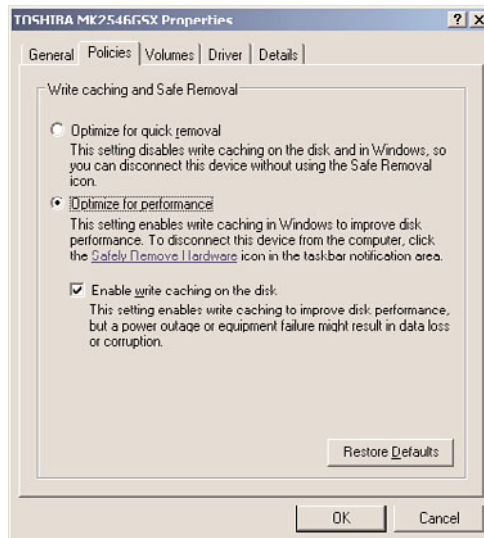 TOSHIBA MK2546GSX Properties
? X
General Policies Volumes Driver Details
Write caching and Safe Removal
Optimize for quick removal
This setting disables write caching on the disk and in Windows, so
you can disconnect this device without using the Safe Removal
icon.
Optimize for performance
This setting enables write caching in Windows to improve disk
performance. To disconnect this device from the computer, click
the Safely Remove Hardware icon in the taskbar notification area.
Enable write caching on the disk
This setting enables write caching to improve disk performance,
but a power outage or equipment failure might result in data loss
or corruption.
Restore Defaults
OK Cancel